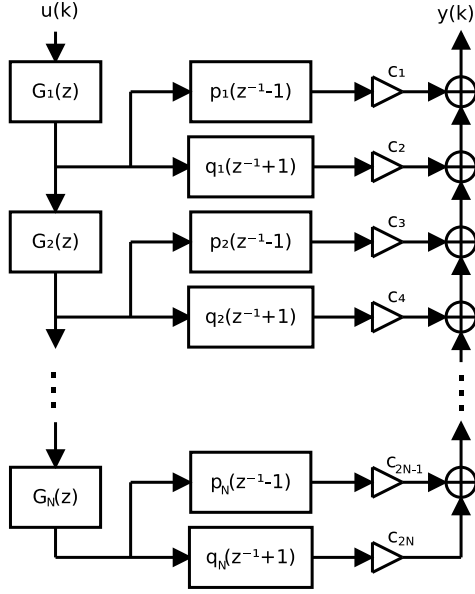 u(k) y(k)
G₁(z) p₁(z⁻¹-1) c₁
q₁(z⁻¹+1) c₂
G₂(z) p₂(z⁻¹-1) c₃
q₂(z⁻¹+1) c₄
G_N(z) p_N(z⁻¹-1) c_2N-1
q_N(z⁻¹+1) c_2N